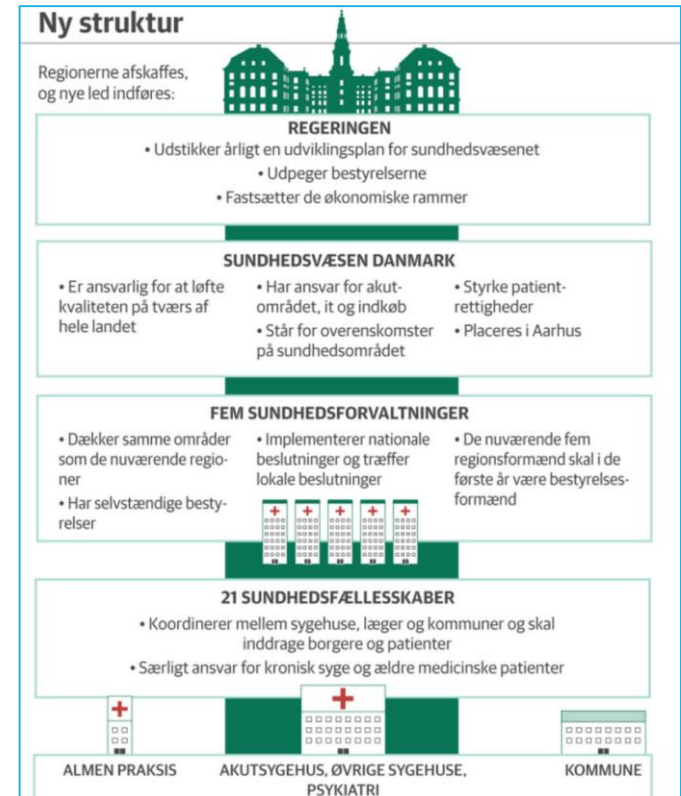 Ny struktur
Regionerne afskaffes,
og nye led indføres:
REGERINGEN
• Udstikker årligt en udviklingsplan for sundhedsvæsenet
• Udpeger bestyrelserne
• Fastsætter de økonomiske rammer
SUNDHEDSVÆSEN DANMARK
• Er ansvarlig for at løfte
kvaliteten på tværs af
hele landet
• Har ansvar for akut-
området, it og indkøb
• Står for overenskomster
på sundhedsområdet
• Styrke patient-
rettigheder
• Placeres i Aarhus
FEM SUNDHEDSFORVALTNINGER
• Dækker samme områder
som de nuværende regio-
ner
• Har selvstændige besty-
relser
• Implementerer nationale
beslutninger og træffer
lokale beslutninger
• De nuværende fem
regionsformænd skal i de
første år være bestyrelses-
formænd
21 SUNDHEDSFÆLLESSKABER
• Koordinerer mellem sygehuse, læger og kommuner og skal
inddrage borgere og patienter
• Særligt ansvar for kronisk syge og ældre medicinske patienter
ALMEN PRAKSIS
AKUTSYGEHUS, ØVRIGE SYGEHUSE,
PSYKIATRI
KOMMUNE